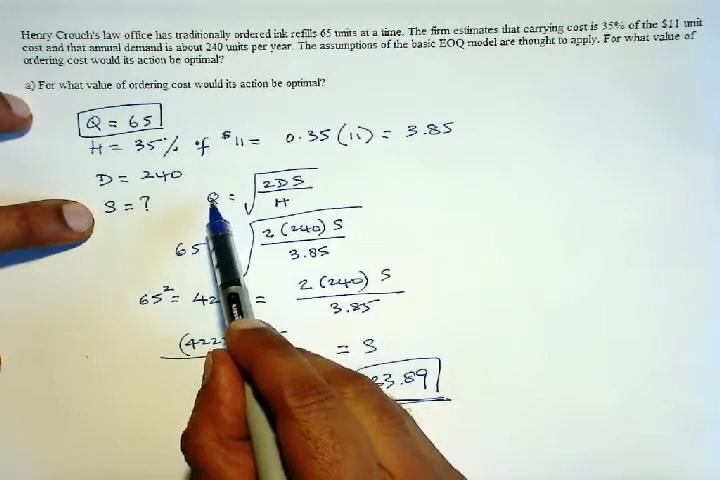 Henry Crouch's law office has traditionally ordered ink refills 65 units at a time. The firm estimates that carrying cost is 35% of the $11 unit
cost and that annual demand is about 240 units per year. The assumptions of the basic EOQ model are thought to apply. For what value of
ordering cost would its action be optimal?
a) For what value of ordering cost would its action be optimal?
Q = 65
H = 35% of $11 = 0.35 (11) = 3.85
D = 240
S = ?
Q = √(2DS / H)
65 √(2(240) S / 3.85)
65² = 42 = 2(240) S / 3.85
(422 = S
23.89